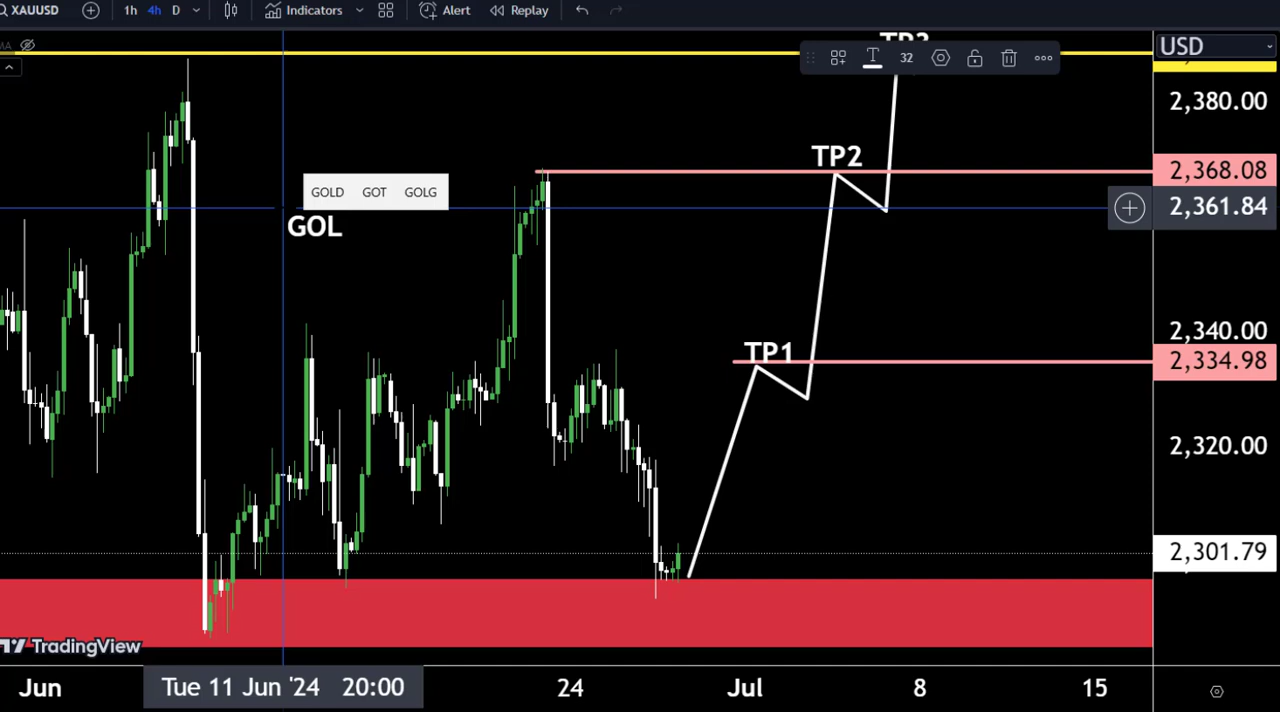 XAUUSD 1h 4h D Indicators Alert Replay
MA
TP3
USD
32
2,380.00
TP2
2,368.08
GOLD GOT GOLG
2,361.84
GOL
2,340.00
TP1
2,334.98
2,320.00
2,301.79
TradingView
Jun Tue 11 Jun '24 20:00 24 Jul 8 15